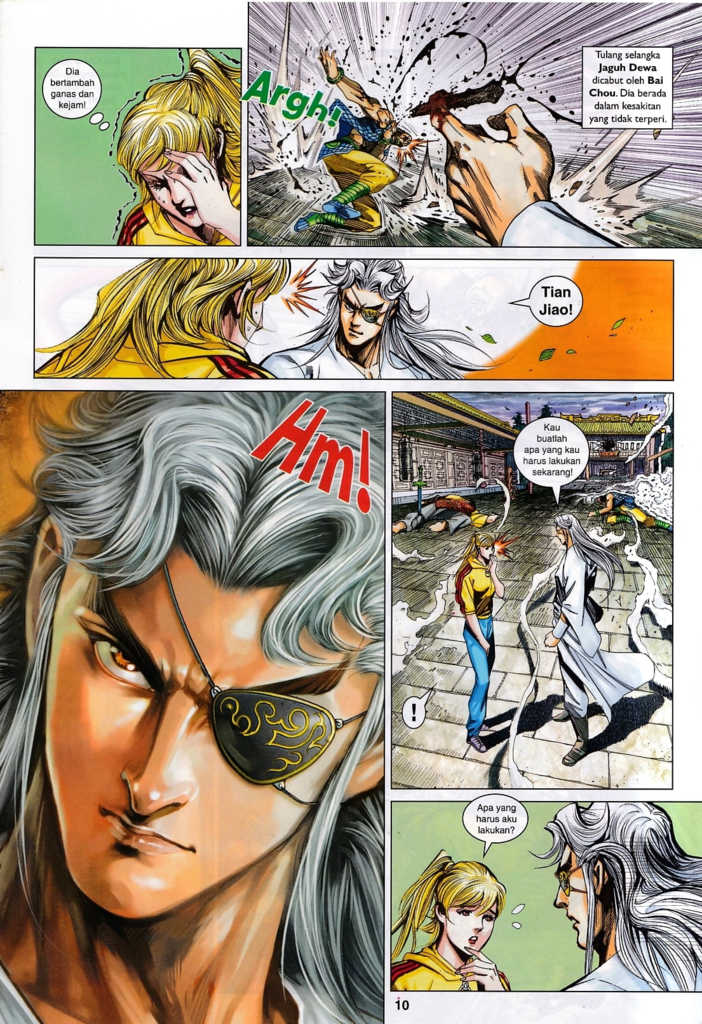 Dia
bertambah
ganas dan
kejam!
Argh!
Tulang selangka
Jaguh Dewa
dicabut oleh Bai
Chou. Dia berada
dalam kesakitan
yang tidak terperi.
Tian
Jiao!
Hm!
Kau
buatlah
apa yang kau
harus lakukan
sekarang!
!
Apa yang
harus aku
lakukan?
10